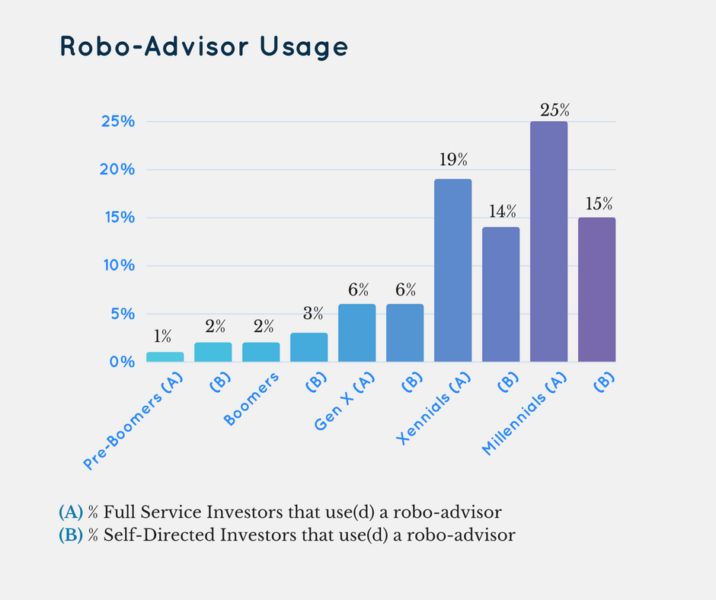 Robo-Advisor Usage
25%
20%
15%
10%
5%
0%
1%
2%
2%
3%
6%
6%
19%
14%
25%
15%
Pre-Boomers (A)
(B)
Boomers
(B)
Gen X (A)
(B)
Xennials (A)
(B)
Millennials (A)
(B)
(A) % Full Service Investors that use(d) a robo-advisor
(B) % Self-Directed Investors that use(d) a robo-advisor